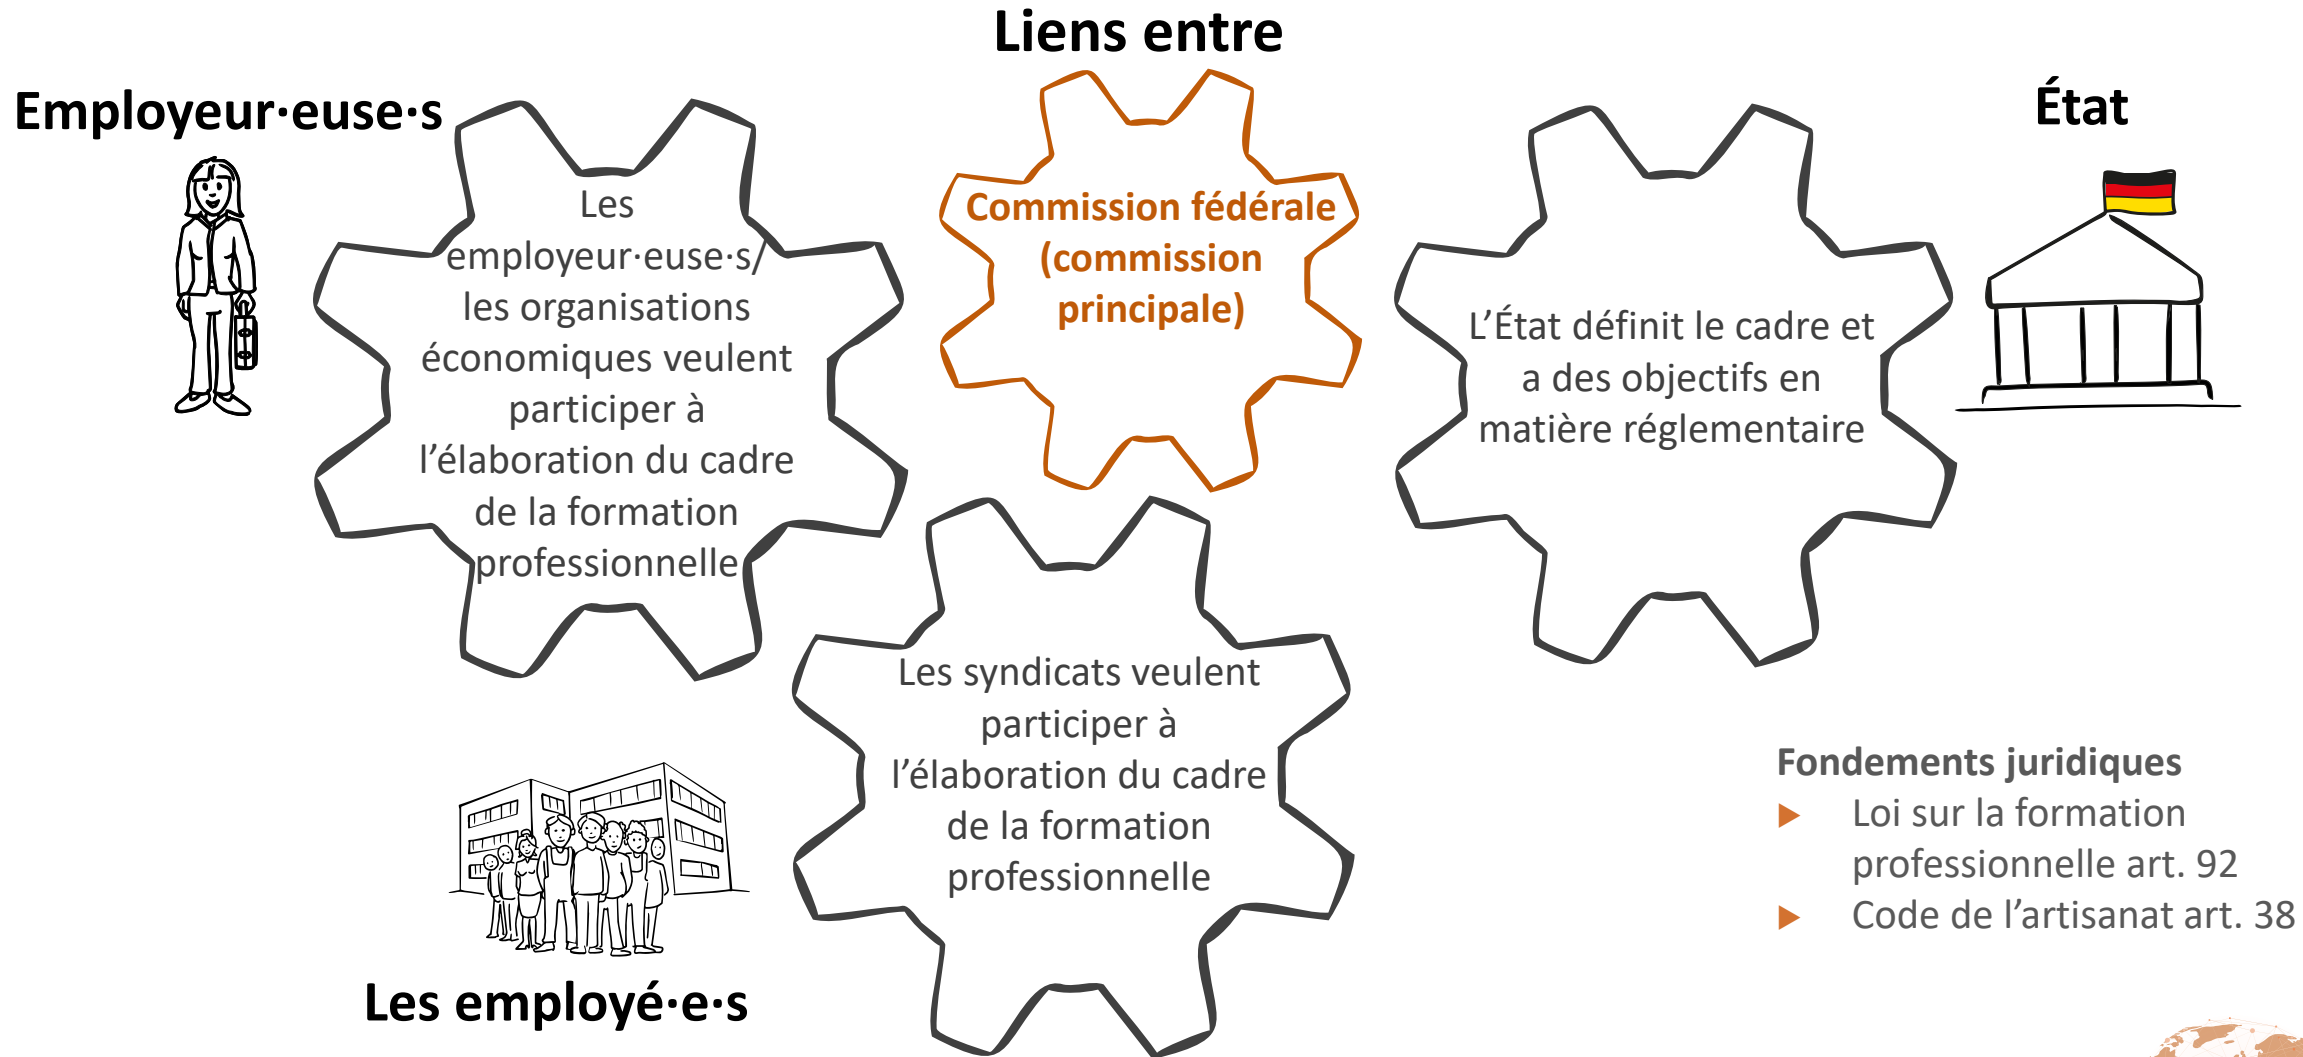 Liens entre
Employeur·euse·s
État
Les
employeur·euse·s/
les organisations
économiques veulent
participer à
l’élaboration du cadre
de la formation
professionnelle
Commission fédérale
(commission
principale)
L’État définit le cadre et
a des objectifs en
matière réglementaire
Les syndicats veulent
participer à
l’élaboration du cadre
de la formation
professionnelle
Les employé·e·s
Fondements juridiques
Loi sur la formation
professionnelle art. 92
Code de l’artisanat art. 38